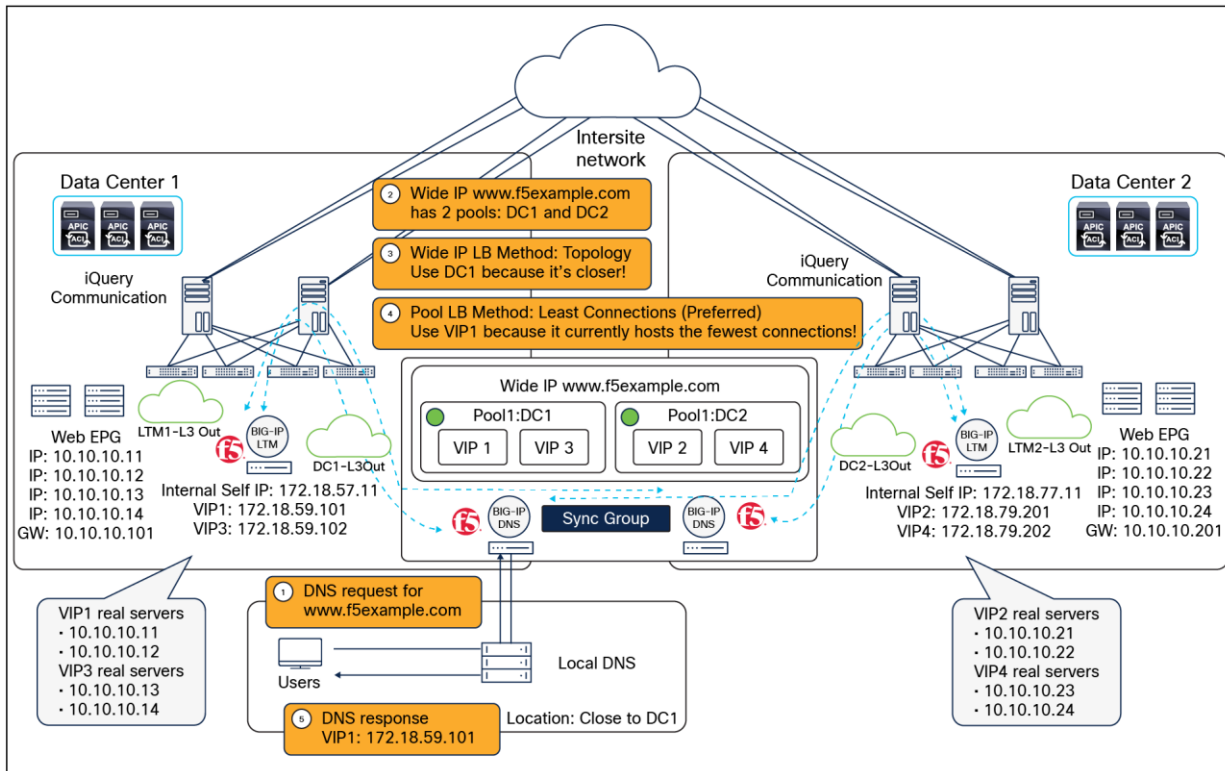 Intersite
network
Data Center 1
APIC
ACI
APIC
ACI
APIC
ACI
iQuery
Communication
2 Wide IP www.f5example.com
has 2 pools: DC1 and DC2
3 Wide IP LB Method: Topology
Use DC1 because it's closer!
4 Pool LB Method: Least Connections (Preferred)
Use VIP1 because it currently hosts the fewest connections!
Data Center 2
APIC
ACI
APIC
ACI
APIC
ACI
iQuery
Communication
LTM1-L3 Out
f5
BIG-IP
LTM
DC1-L3Out
Web EPG
IP: 10.10.10.11
IP: 10.10.10.12
IP: 10.10.10.13
IP: 10.10.10.14
GW: 10.10.10.101
Internal Self IP: 172.18.57.11
VIP1: 172.18.59.101
VIP3: 172.18.59.102
Wide IP www.f5example.com
Pool1:DC1
VIP 1
VIP 3
Pool1:DC2
VIP 2
VIP 4
f5
BIG-IP
DNS
Sync Group
BIG-IP
DNS
f5
DC2-L3Out
f5
BIG-IP
LTM
LTM2-L3 Out
Internal Self IP: 172.18.77.11
VIP2: 172.18.79.201
VIP4: 172.18.79.202
Web EPG
IP: 10.10.10.21
IP: 10.10.10.22
IP: 10.10.10.23
IP: 10.10.10.24
GW: 10.10.10.201
VIP1 real servers
• 10.10.10.11
• 10.10.10.12
VIP3 real servers
• 10.10.10.13
• 10.10.10.14
1 DNS request for
www.f5example.com
Users
Local DNS
5 DNS response
VIP1: 172.18.59.101
Location: Close to DC1
VIP2 real servers
• 10.10.10.21
• 10.10.10.22
VIP4 real servers
• 10.10.10.23
• 10.10.10.24